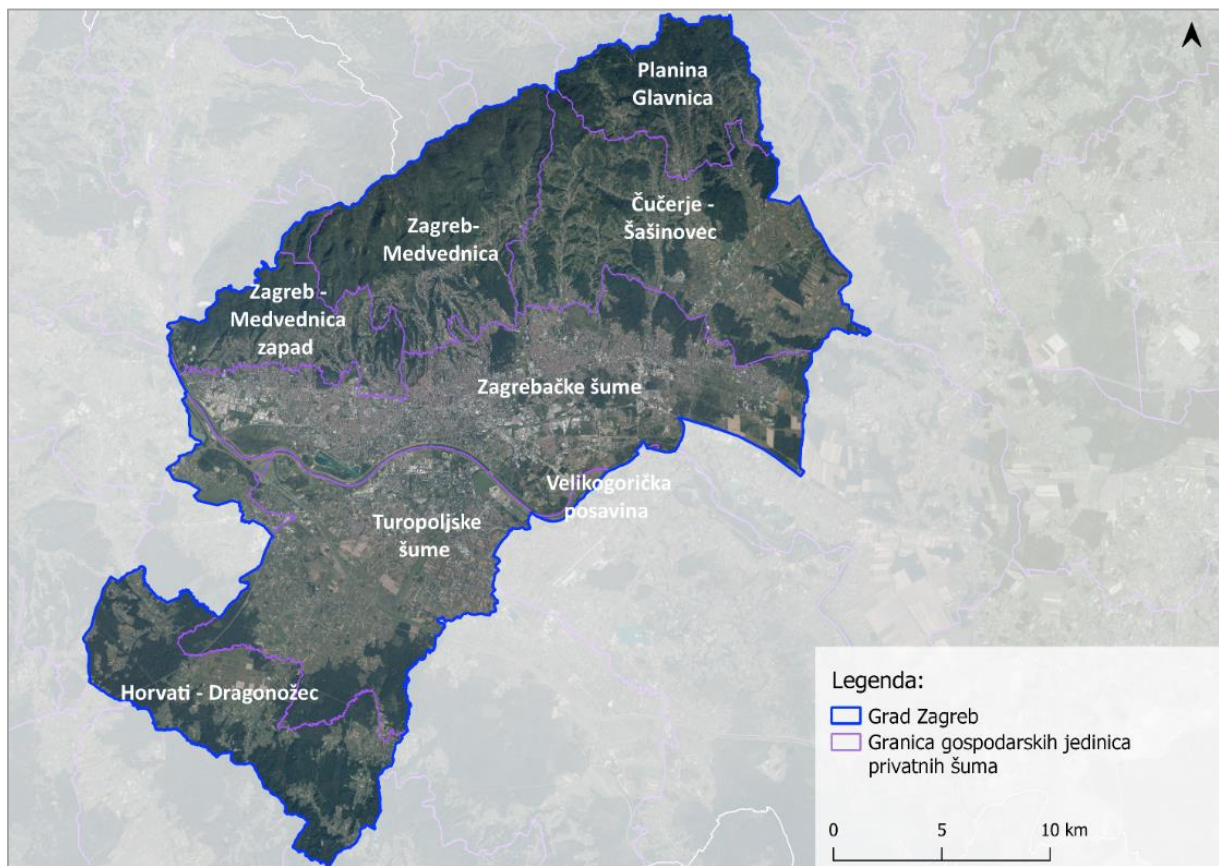 Planina
Glavnica
Čučerje -
Šašinovec
Zagreb-
Medvednica
Zagreb -
Medvednica
zapad
Zagrebačke šume
Velikogorička
posavina
Turopoljske
šume
Horvati - Dragonožec
Legenda:
Grad Zagreb
Granica gospodarskih jedinica
privatnih šuma
0 5 10 km